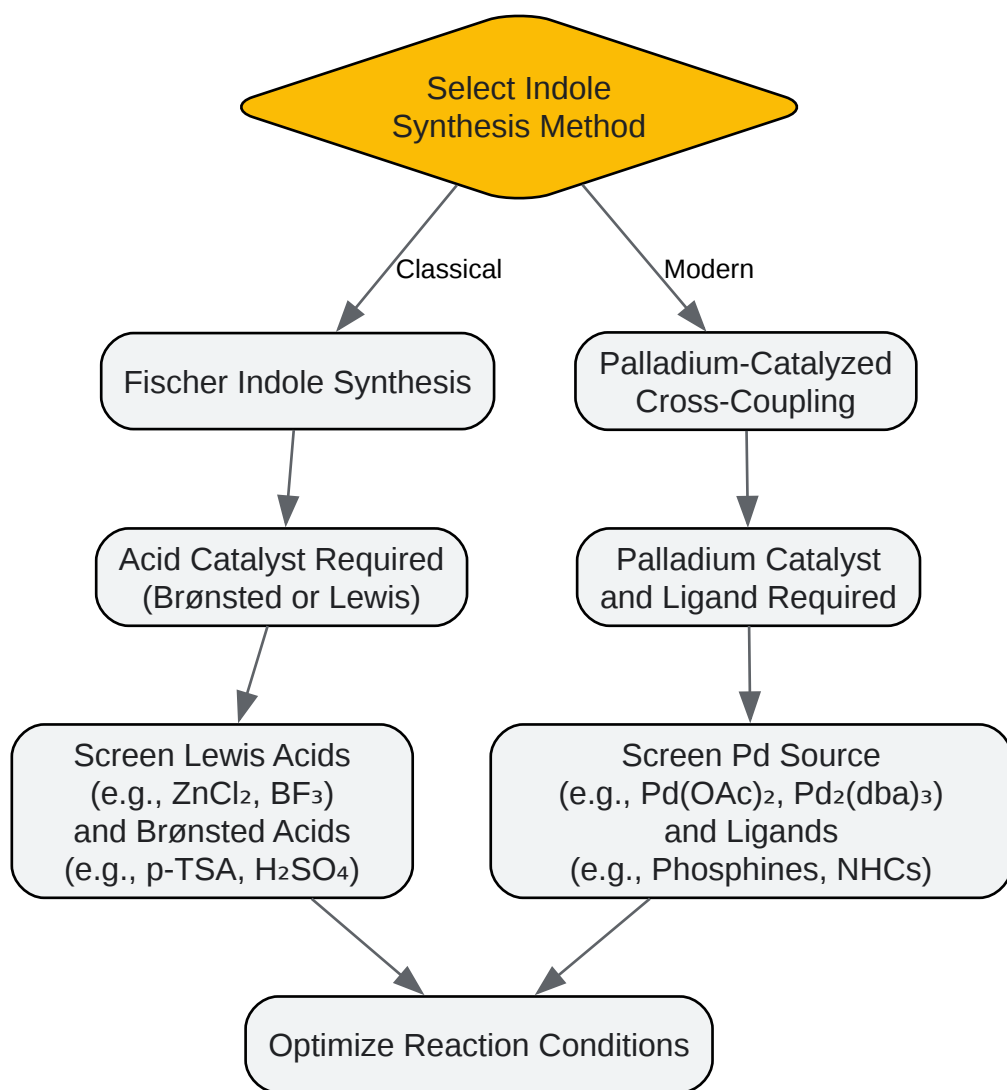 Select Indole
Synthesis Method
Classical
Modern
Fischer Indole Synthesis
Palladium-Catalyzed
Cross-Coupling
Acid Catalyst Required
(Brønsted or Lewis)
Palladium Catalyst
and Ligand Required
Screen Lewis Acids
(e.g., ZnCl₂, BF₃)
and Brønsted Acids
(e.g., p-TSA, H₂SO₄)
Screen Pd Source
(e.g., Pd(OAc)₂, Pd₂(dba)₃)
and Ligands
(e.g., Phosphines, NHCs)
Optimize Reaction Conditions